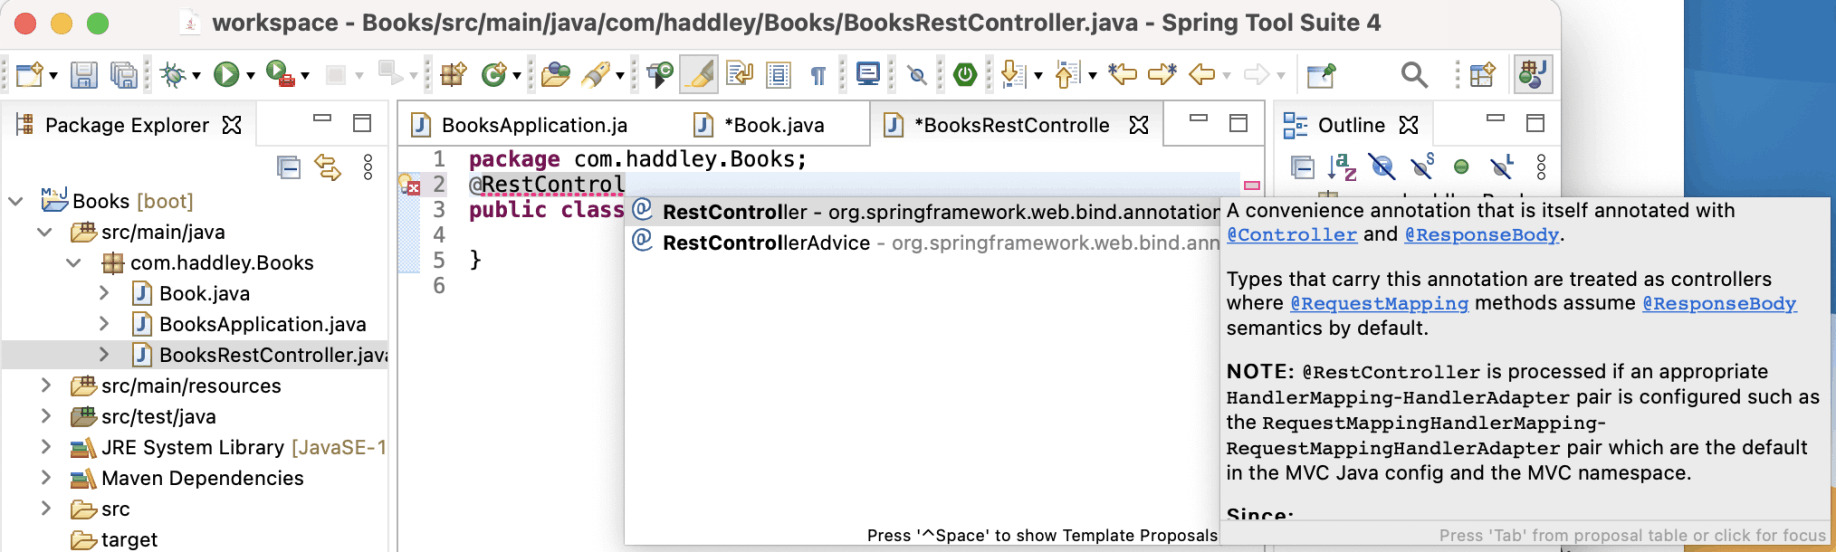 workspace - Books/src/main/java/com/haddley/Books/BooksRestController.java - Spring Tool Suite 4
Package Explorer
BooksApplication.ja
*Book.java
*BooksRestControlle
Outline
Books [boot]
src/main/java
com.haddley.Books
Book.java
BooksApplication.java
BooksRestController.java
src/main/resources
src/test/java
JRE System Library [JavaSE-1
Maven Dependencies
src
target
1 package com.haddley.Books;
2 @RestControl
3 public class
4
5 }
6
RestController - org.springframework.web.bind.annotation
RestControllerAdvice - org.springframework.web.bind.ann
Press '^Space' to show Template Proposals
A convenience annotation that is itself annotated with
@Controller and @ResponseBody.
Types that carry this annotation are treated as controllers
where @RequestMapping methods assume @ResponseBody
semantics by default.
NOTE: @RestController is processed if an appropriate
HandlerMapping-HandlerAdapter pair is configured such as
the RequestMappingHandlerMapping-
RequestMappingHandlerAdapter pair which are the default
in the MVC Java config and the MVC namespace.
Since:
Press 'Tab' from proposal table or click for focus